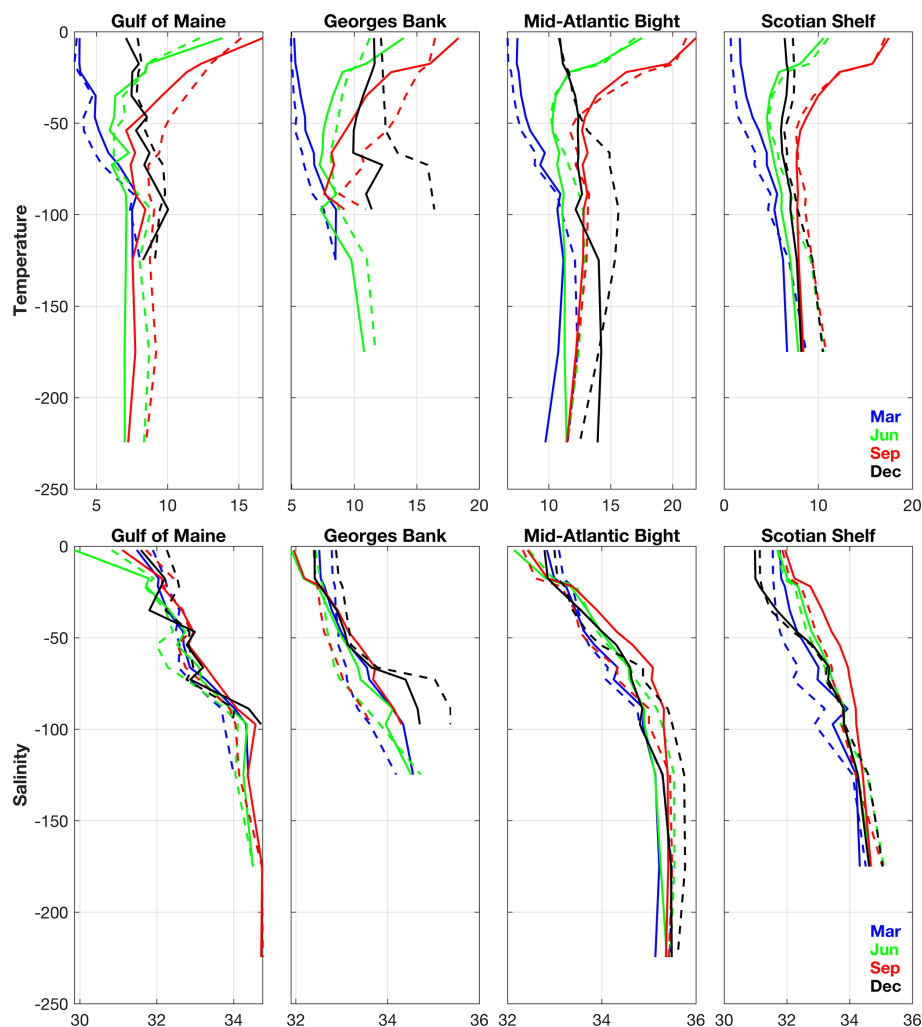 Gulf of Maine
Georges Bank
Mid-Atlantic Bight
Scotian Shelf
Temperature
0
-50
-100
-150
-200
-250
Mar
Jun
Sep
Dec
5 10 15
5 10 15 20
10 15 20
0 10 20
Gulf of Maine
Georges Bank
Mid-Atlantic Bight
Scotian Shelf
Salinity
0
-50
-100
-150
-200
-250
Mar
Jun
Sep
Dec
30 32 34
32 34 36
32 34 36
30 32 34 36